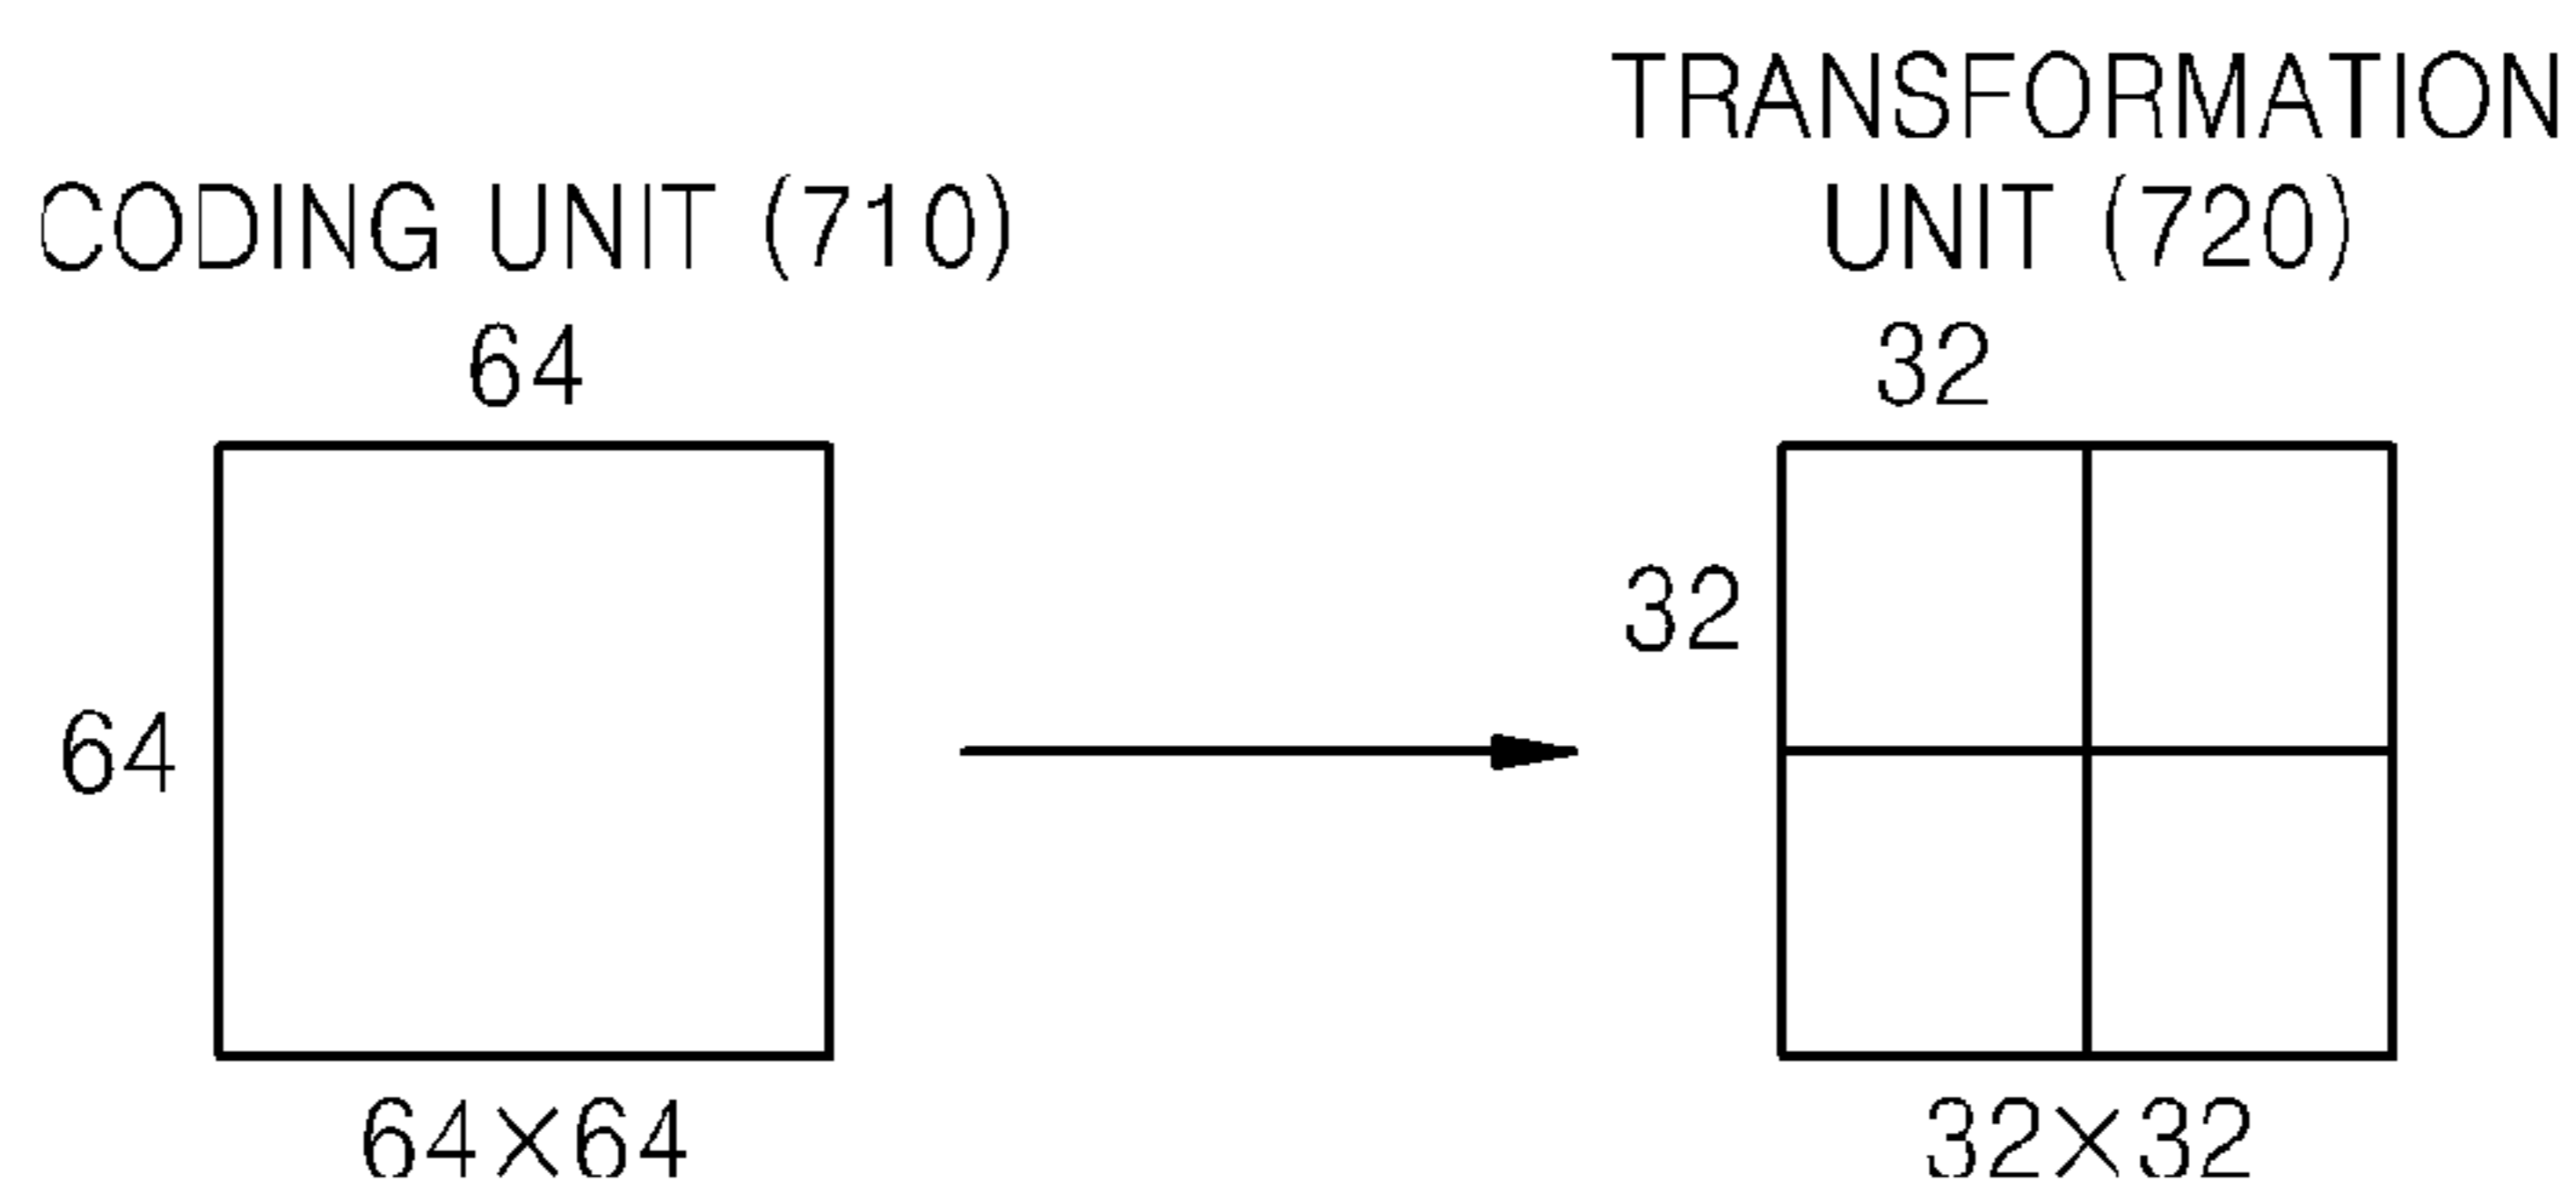 CODING UNIT (710)
64
64
64×64
TRANSFORMATION
UNIT (720)
32
32
32×32